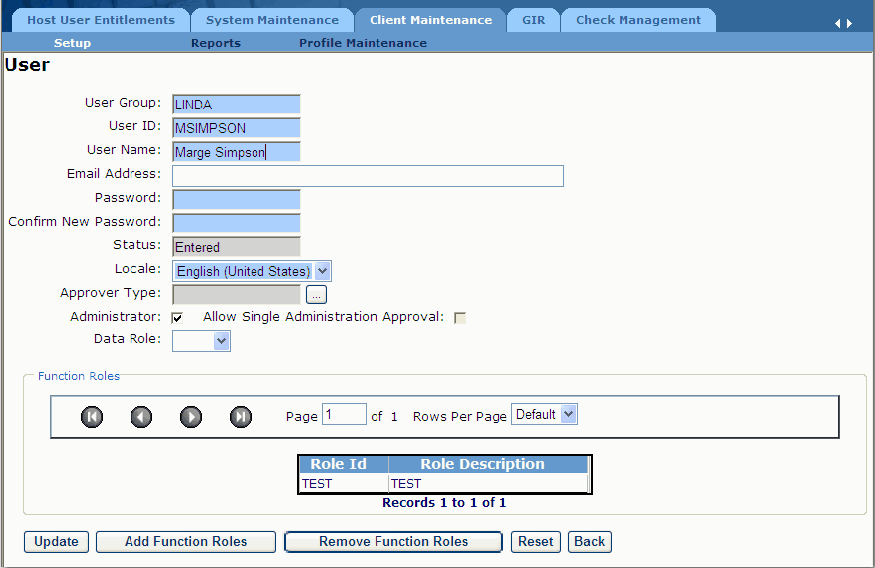 Host User Entitlements System Maintenance Client Maintenance GIR Check Management
Setup Reports Profile Maintenance
User
User Group: LINDA
User ID: MSIMPSON
User Name: Marge Simpson
Email Address:
Password:
Confirm New Password:
Status: Entered
Locale: English (United States)
Approver Type: ...
Administrator: Allow Single Administration Approval:
Data Role:
Function Roles
Page 1 of 1 Rows Per Page Default
Role Id Role Description
TEST TEST
Records 1 to 1 of 1
Update Add Function Roles Remove Function Roles Reset Back